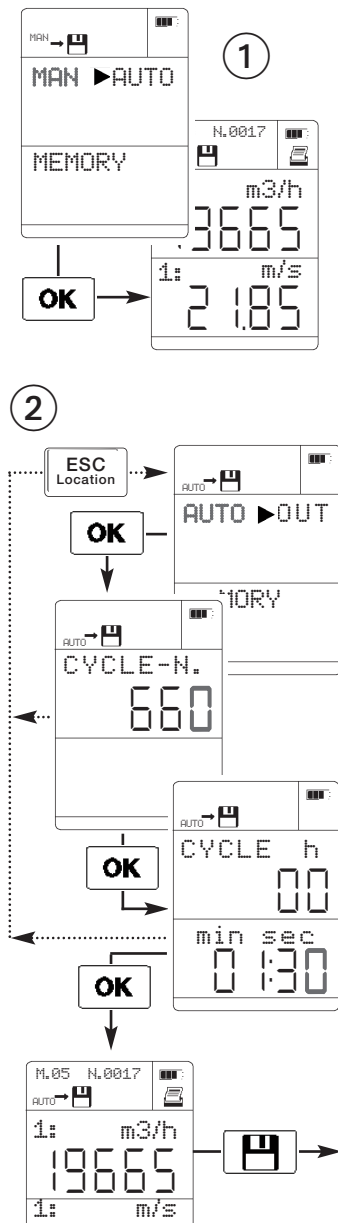 1
MAN
MAN ▶AUTO
MEMORY
OK
N.0017
m3/h
3665
1: m/s
21.85
2
ESC
Location
AUTO
AUTO ▶OUT
OK
AUTO
CYCLE-N.
660
AUTO
CYCLE h
00
min sec
01:30
OK
OK
M.05 N.0017
AUTO
1: m3/h
19665
1: m/s